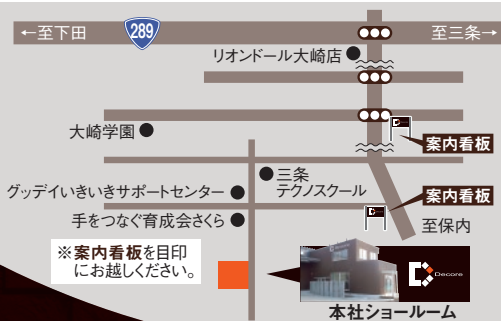 ←至下田
289
至三条→
リオンドール大崎店
大崎学園
案内看板
三条
テクノスクール
グッデイいきいきサポートセンター
案内看板
手をつなぐ育成会さくら
至保内
※案内看板を目印
にお越しください。
Decore
本社ショールーム